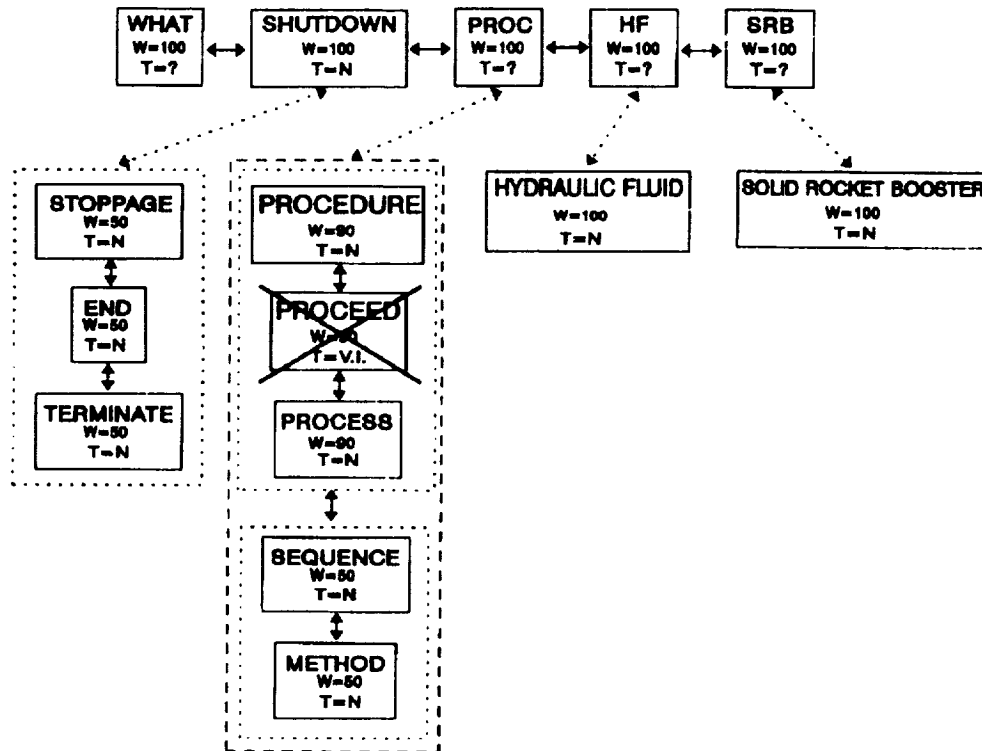 WHAT
W=100
T=?
SHUTDOWN
W=100
T=N
PROC
W=100
T=?
HF
W=100
T=?
SRB
W=100
T=?
STOPPAGE
W=50
T=N
END
W=50
T=N
TERMINATE
W=50
T=N
PROCEDURE
W=90
T=N
PROCEED
W=90
T=V.I.
PROCESS
W=90
T=N
SEQUENCE
W=50
T=N
METHOD
W=50
T=N
HYDRAULIC FLUID
W=100
T=N
SOLID ROCKET BOOSTER
W=100
T=N